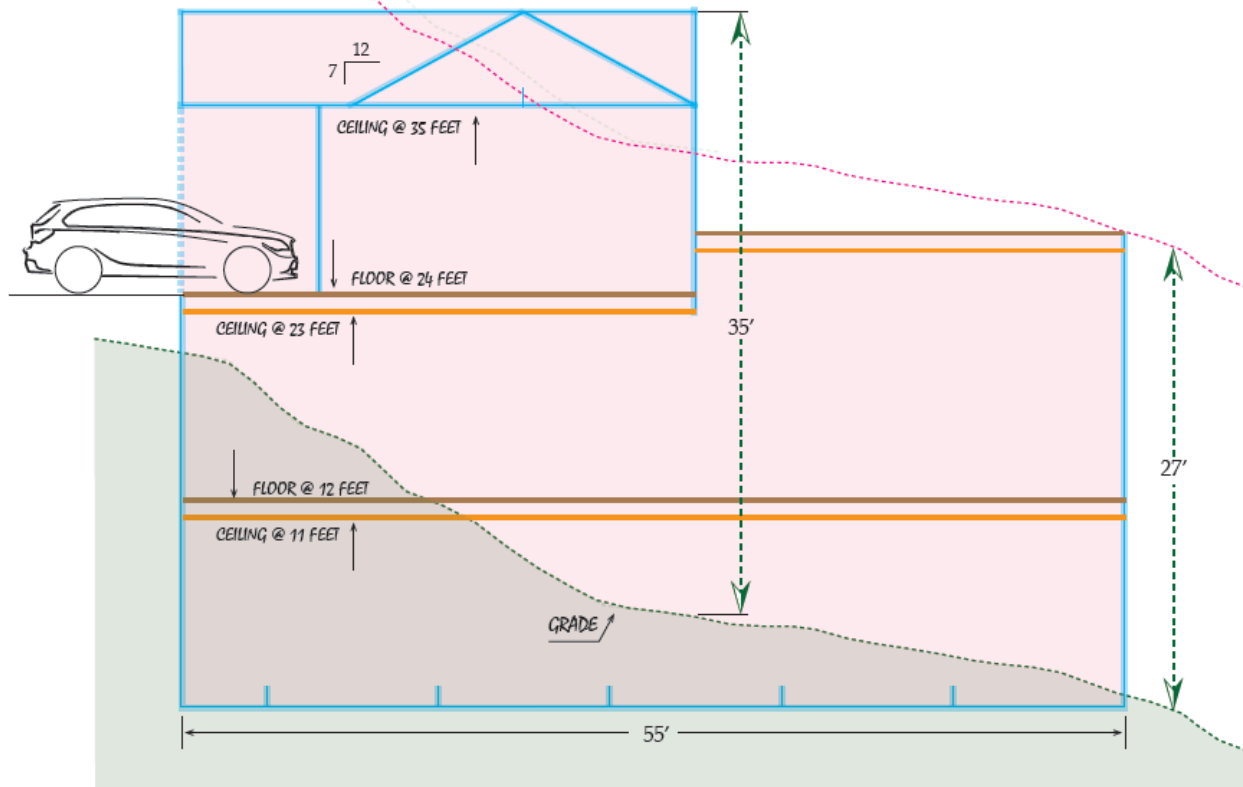 12
7
CEILING @ 35 FEET
FLOOR @ 24 FEET
CEILING @ 23 FEET
35′
27′
FLOOR @ 12 FEET
CEILING @ 11 FEET
GRADE
55′